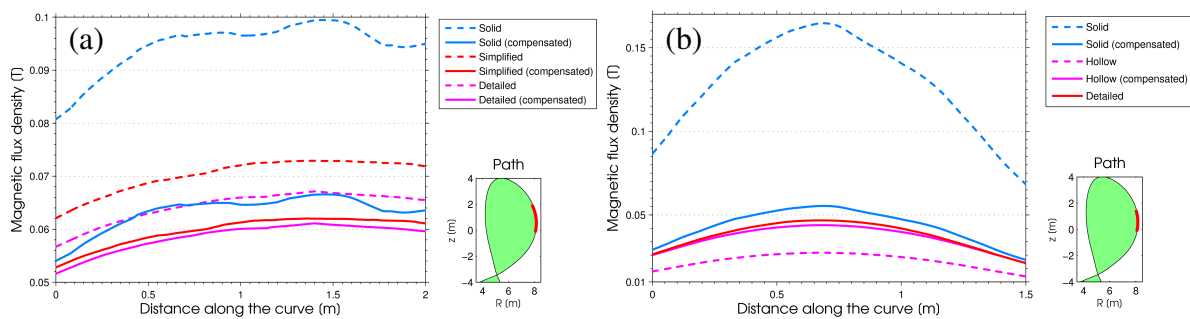 (a)
Magnetic flux density (T)
0.1
0.09
0.08
0.07
0.06
0.05
0
0.5
1
1.5
2
Distance along the curve (m)
Solid
Solid (compensated)
Simplified
Simplified (compensated)
Detailed
Detailed (compensated)
Path
z (m)
4
2
0
−2
−4
4
6
8
R (m)
(b)
Magnetic flux density (T)
0.15
0.1
0.05
0.01
0
0.5
1
1.5
Distance along the curve (m)
Solid
Solid (compensated)
Hollow
Hollow (compensated)
Detailed
Path
z (m)
4
2
0
−2
−4
4
6
8
R (m)